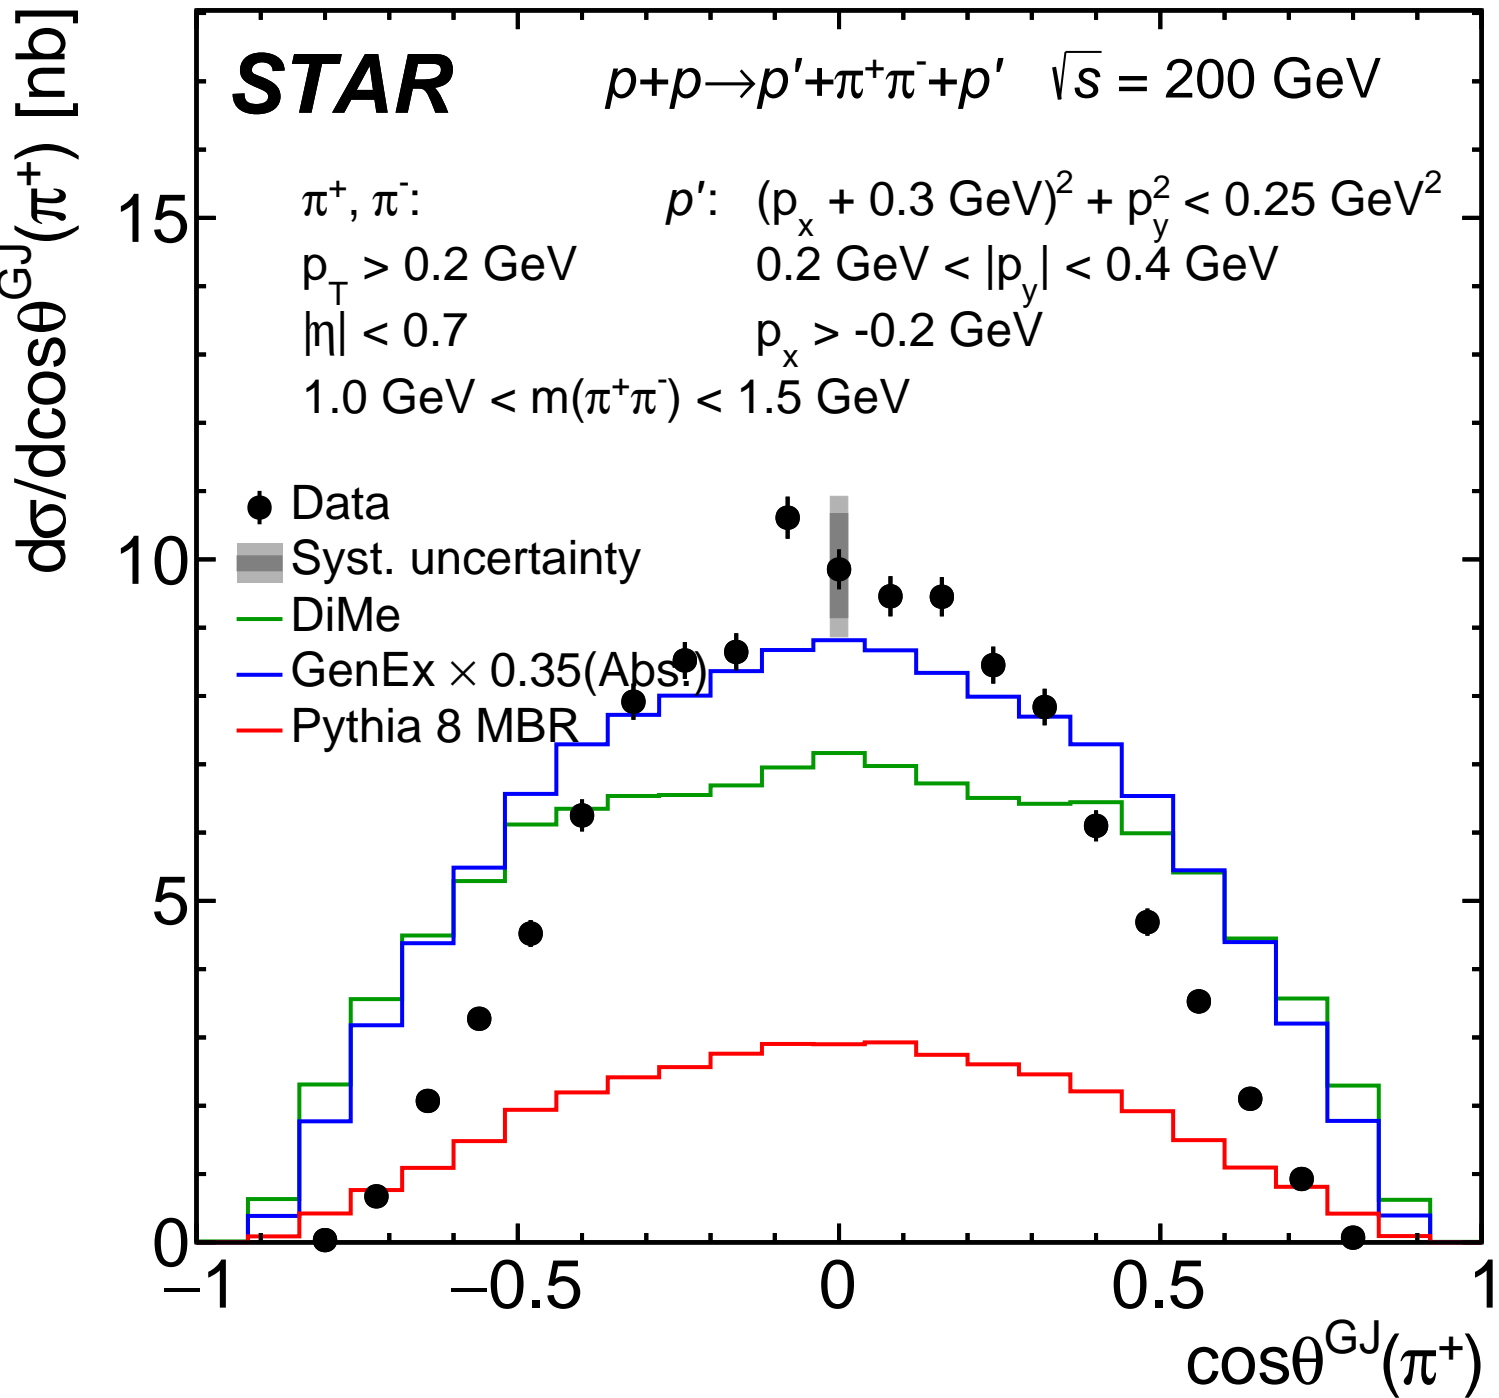 STAR p+p→p′+π⁺π⁻+p′ √s = 200 GeV
π⁺, π⁻: p′: (pₓ + 0.3 GeV)² + p_y² < 0.25 GeV²
p_T > 0.2 GeV 0.2 GeV < |p_y| < 0.4 GeV
|η| < 0.7 pₓ > -0.2 GeV
1.0 GeV < m(π⁺π⁻) < 1.5 GeV
Data
Syst. uncertainty
DiMe
GenEx × 0.35(Abs.)
Pythia 8 MBR
dσ/dcosθ^GJ(π⁺) [nb]
15
10
5
0
−1 −0.5 0 0.5 1
cosθ^GJ(π⁺)